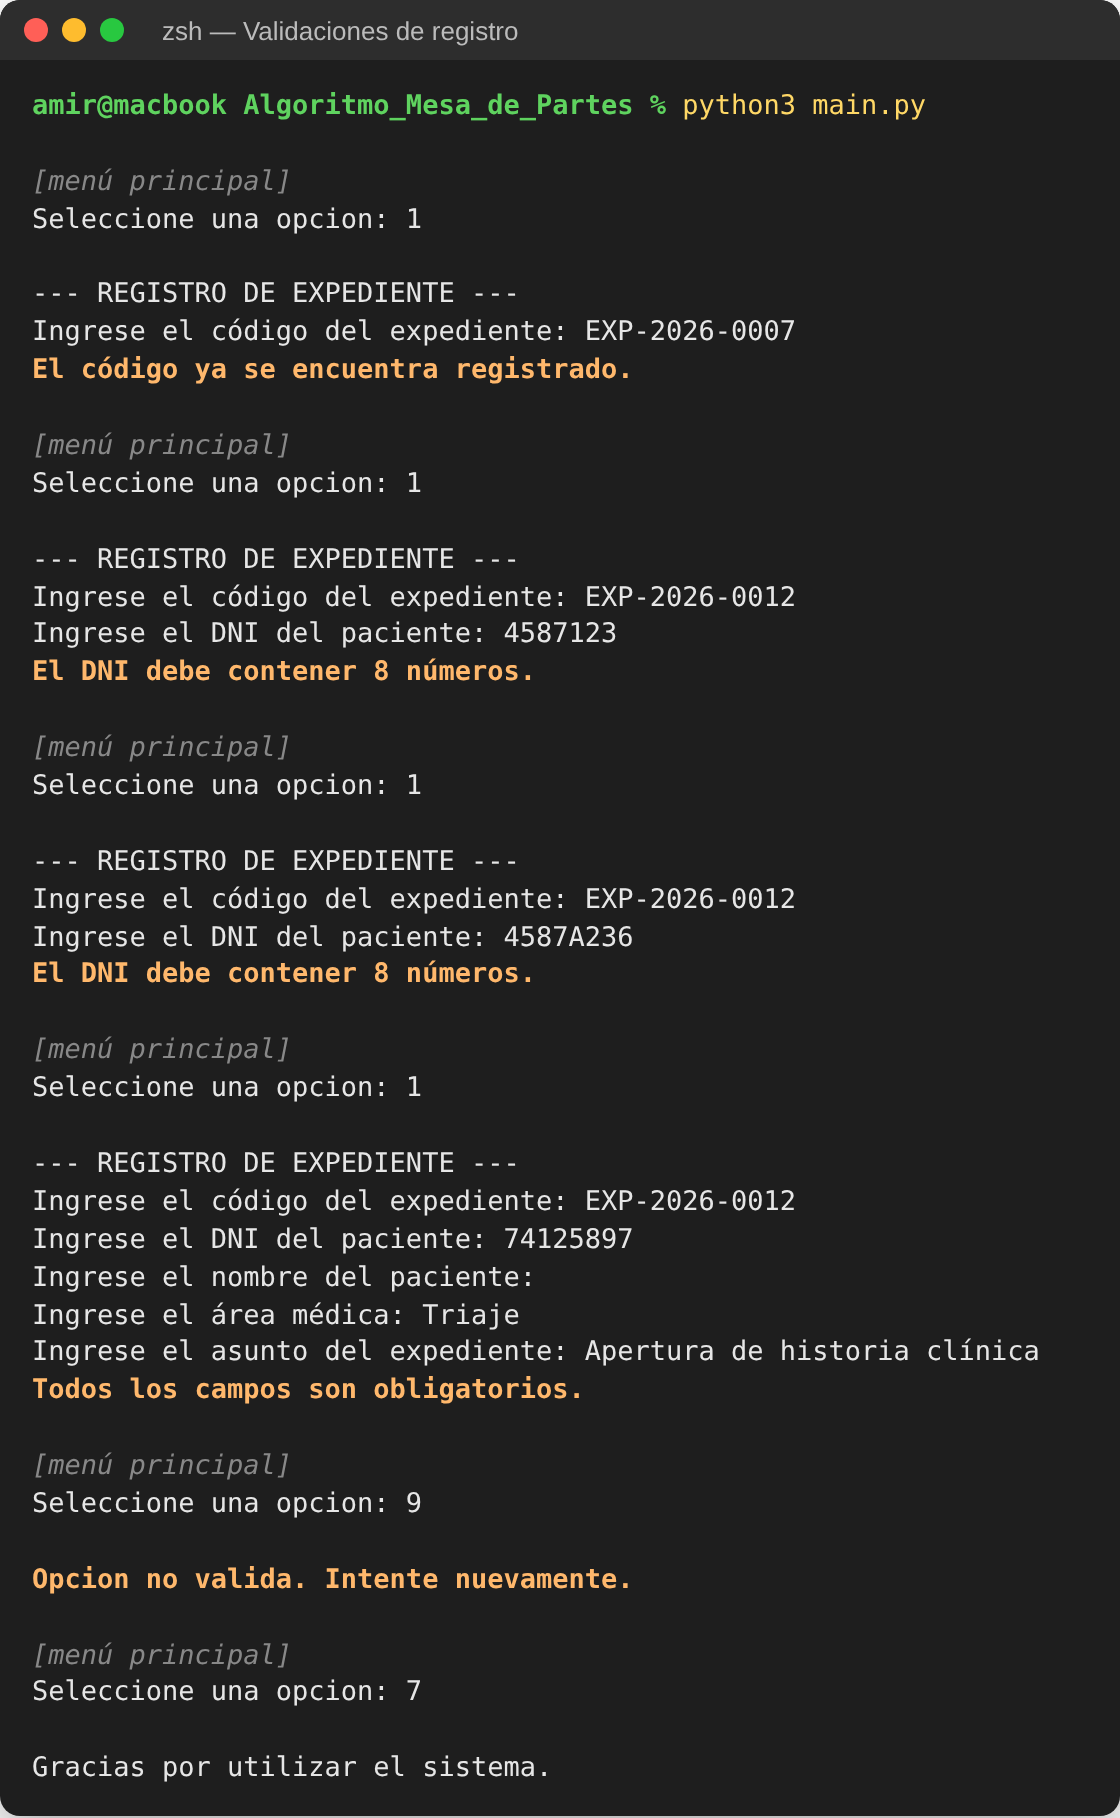 zsh — Validaciones de registro
amir@macbook Algoritmo_Mesa_de_Partes % python3 main.py
[menú principal]
Seleccione una opcion: 1
--- REGISTRO DE EXPEDIENTE ---
Ingrese el código del expediente: EXP-2026-0007
El código ya se encuentra registrado.
[menú principal]
Seleccione una opcion: 1
--- REGISTRO DE EXPEDIENTE ---
Ingrese el código del expediente: EXP-2026-0012
Ingrese el DNI del paciente: 4587123
El DNI debe contener 8 números.
[menú principal]
Seleccione una opcion: 1
--- REGISTRO DE EXPEDIENTE ---
Ingrese el código del expediente: EXP-2026-0012
Ingrese el DNI del paciente: 4587A236
El DNI debe contener 8 números.
[menú principal]
Seleccione una opcion: 1
--- REGISTRO DE EXPEDIENTE ---
Ingrese el código del expediente: EXP-2026-0012
Ingrese el DNI del paciente: 74125897
Ingrese el nombre del paciente:
Ingrese el área médica: Triaje
Ingrese el asunto del expediente: Apertura de historia clínica
Todos los campos son obligatorios.
[menú principal]
Seleccione una opcion: 9
Opcion no valida. Intente nuevamente.
[menú principal]
Seleccione una opcion: 7
Gracias por utilizar el sistema.